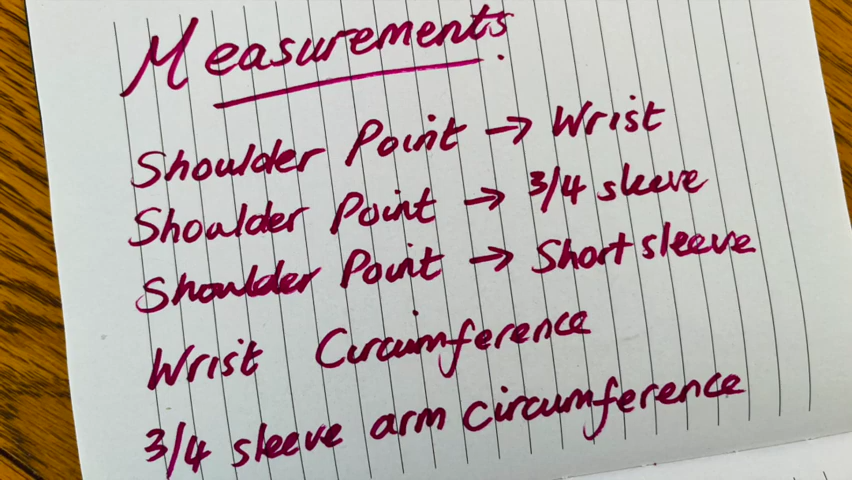 Measurements.
Shoulder Point → Wrist
Shoulder Point → 3/4 sleeve
Shoulder Point → Short sleeve
Wrist Circumference
3/4 sleeve arm circumference